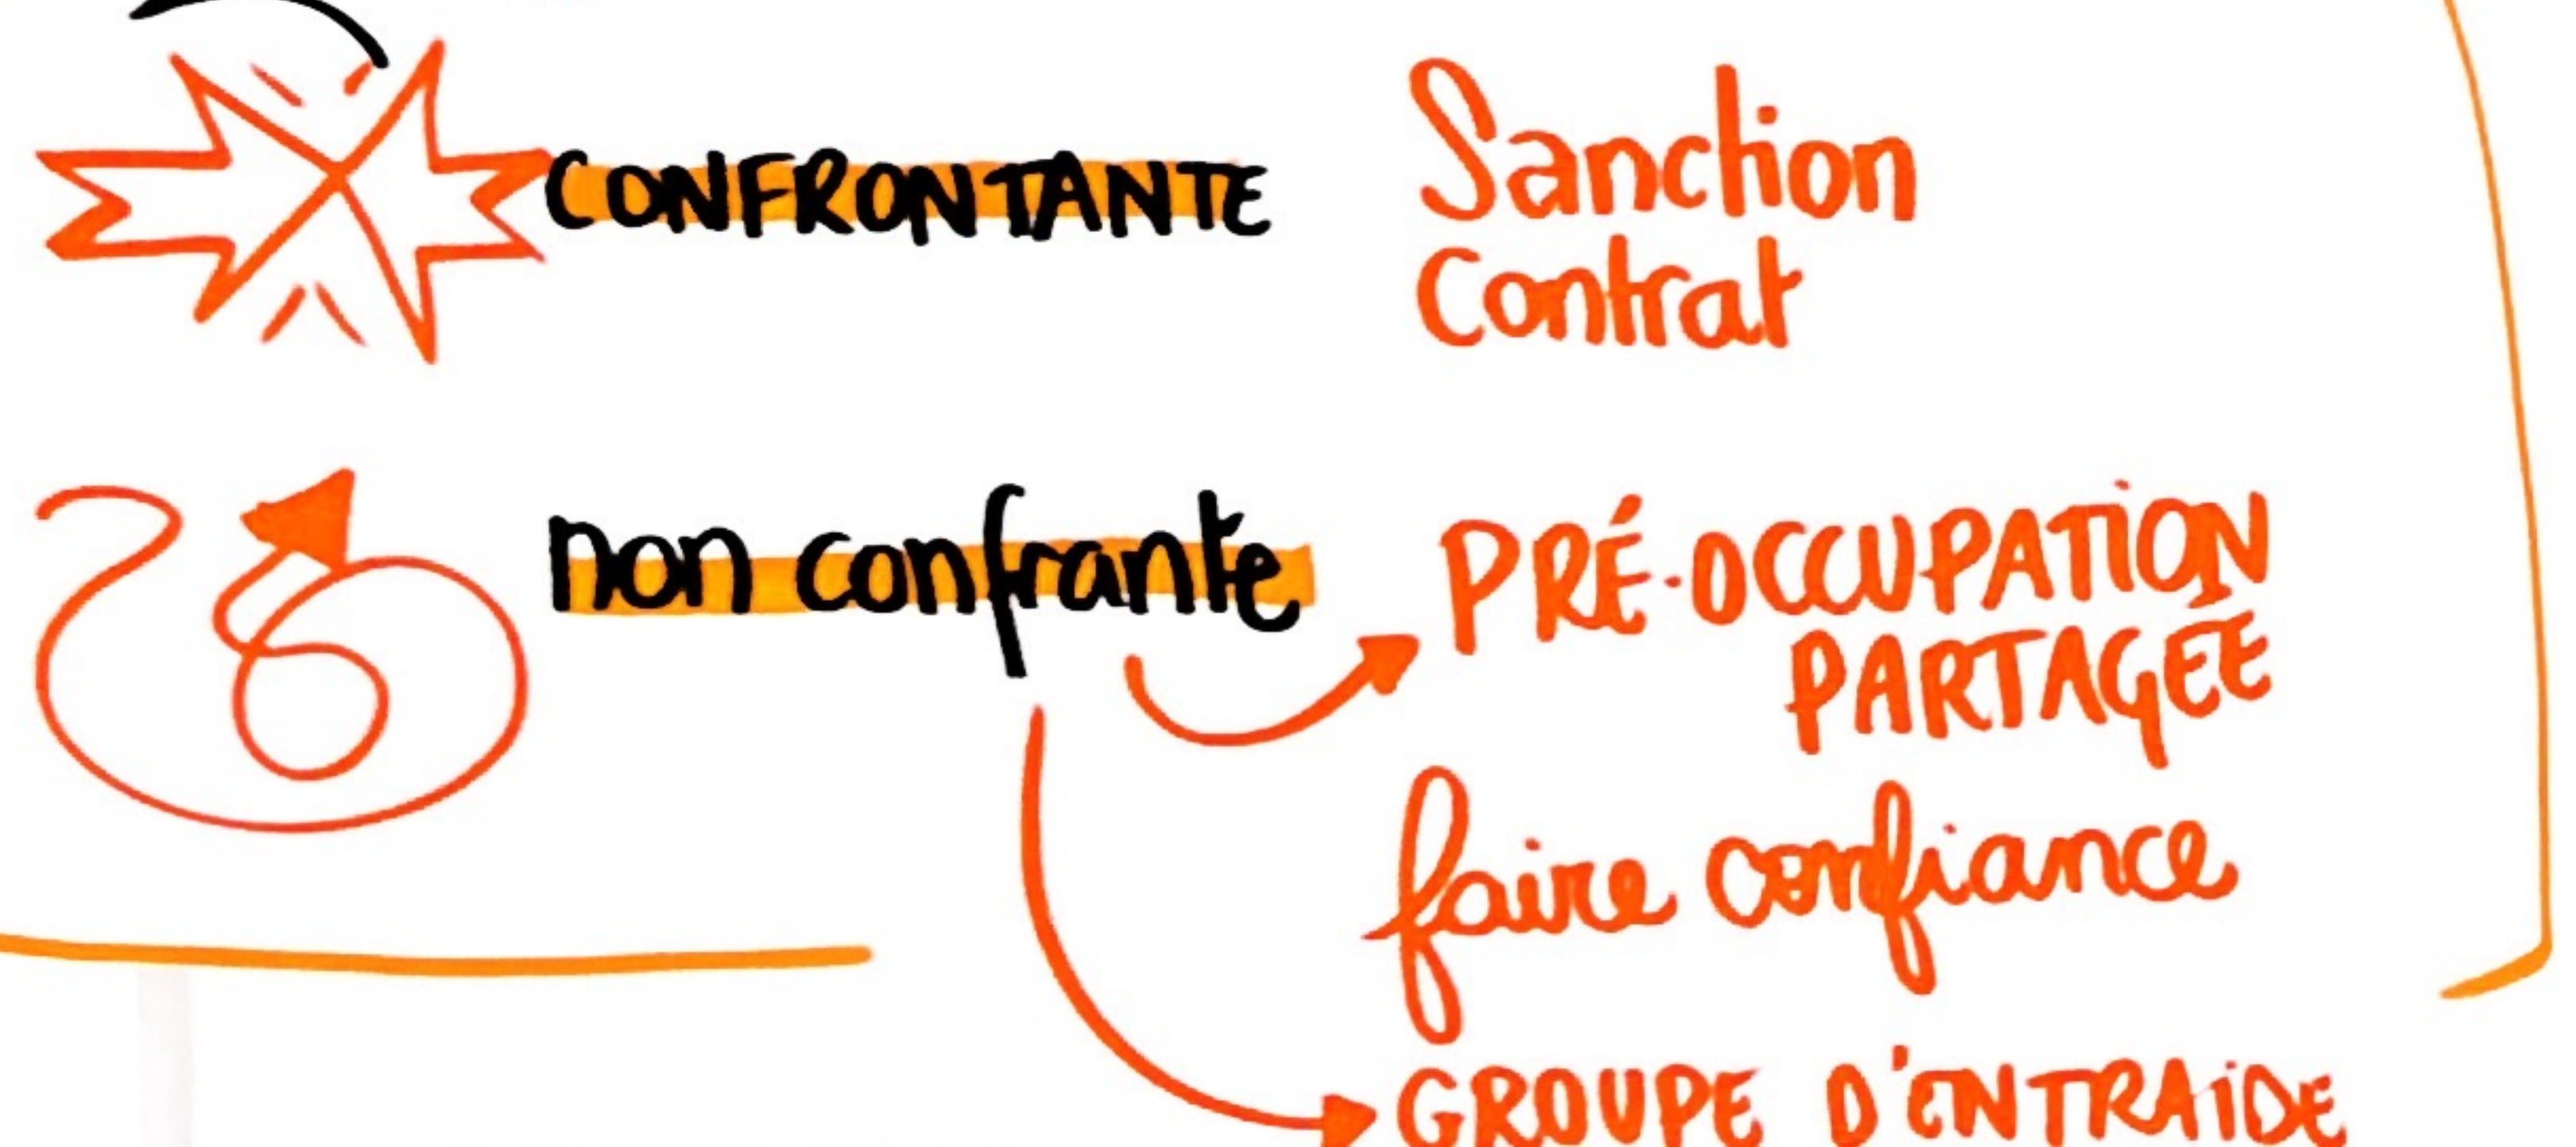 CONFRONTANTE
Sanction
Contrat
non confrante
PRÉ-OCCUPATION
PARTAGÉE
faire confiance
GROUPE D'ENTRAIDE